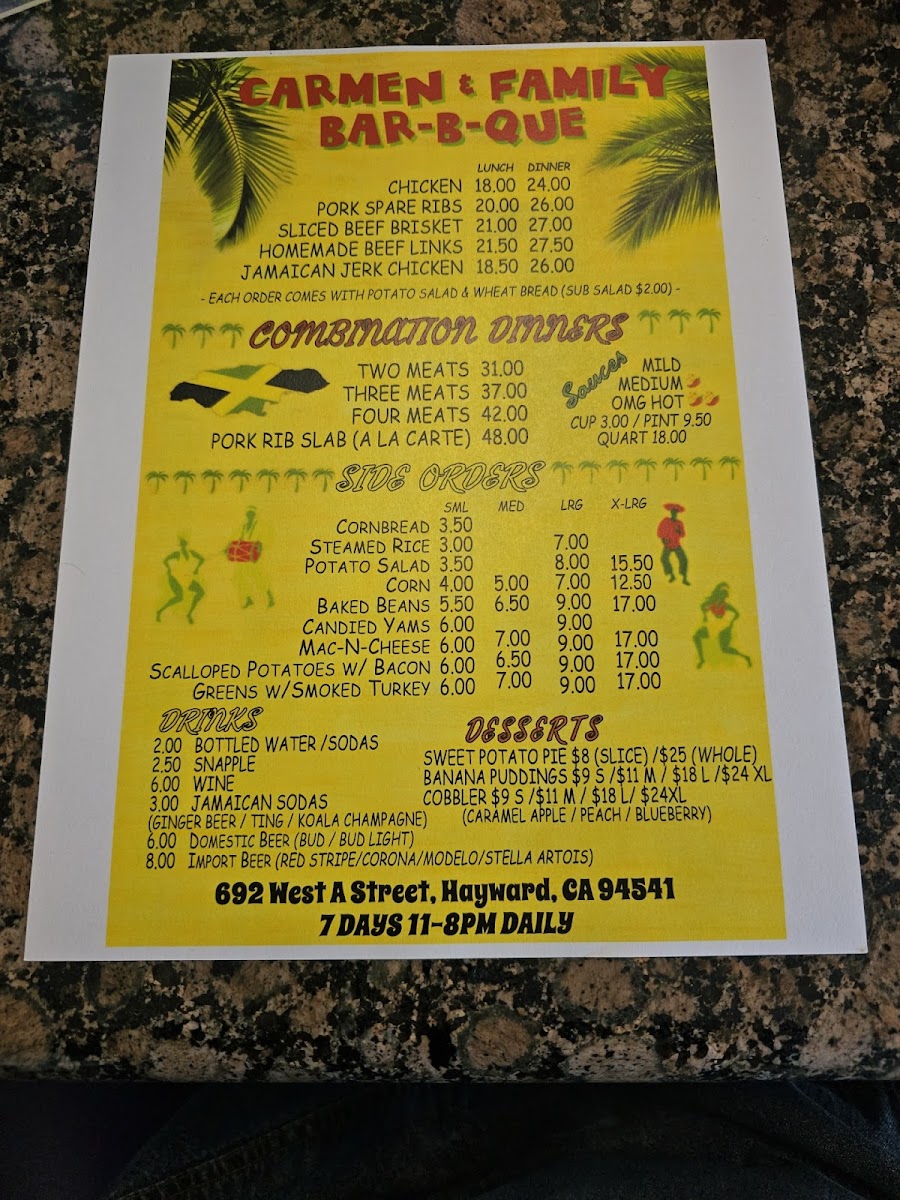 CARMEN & FAMILY
BAR-B-QUE
LUNCH DINNER
CHICKEN 18.00 24.00
PORK SPARE RIBS 20.00 26.00
SLICED BEEF BRISKET 21.00 27.00
HOMEMADE BEEF LINKS 21.50 27.50
JAMAICAN JERK CHICKEN 18.50 26.00
- EACH ORDER COMES WITH POTATO SALAD & WHEAT BREAD (SUB SALAD $2.00) -
COMBINATION DINNERS
TWO MEATS 31.00
THREE MEATS 37.00
FOUR MEATS 42.00
PORK RIB SLAB (A LA CARTE) 48.00
Sauces
MILD
MEDIUM
OMG HOT
CUP 3.00 / PINT 9.50
QUART 18.00
SIDE ORDERS
SML MED LRG X-LRG
CORNBREAD 3.50
STEAMED RICE 3.00 7.00
POTATO SALAD 3.50 8.00 15.50
CORN 4.00 5.00 7.00 12.50
BAKED BEANS 5.50 6.50 9.00 17.00
CANDIED YAMS 6.00 9.00
MAC-N-CHEESE 6.00 7.00 9.00 17.00
SCALLOPED POTATOES W/ BACON 6.00 6.50 9.00 17.00
GREENS W/SMOKED TURKEY 6.00 7.00 9.00 17.00
DRINKS
2.00 BOTTLED WATER /SODAS
2.50 SNAPPLE
6.00 WINE
3.00 JAMAICAN SODAS
(GINGER BEER / TING / KOALA CHAMPAGNE)
6.00 DOMESTIC BEER (BUD / BUD LIGHT)
8.00 IMPORT BEER (RED STRIPE/CORONA/MODELO/STELLA ARTOIS)
DESSERTS
SWEET POTATO PIE $8 (SLICE) /$25 (WHOLE)
BANANA PUDDINGS $9 S /$11 M / $18 L /$24 XL
COBBLER $9 S /$11 M / $18 L/ $24XL
(CARAMEL APPLE / PEACH / BLUEBERRY)
692 West A Street, Hayward, CA 94541
7 DAYS 11-8PM DAILY